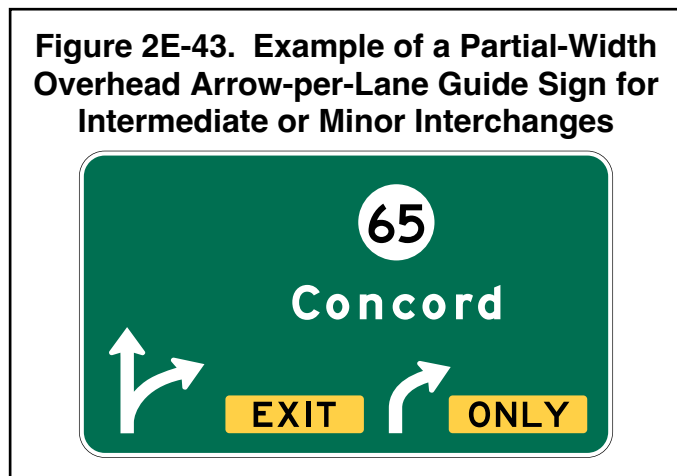 Figure 2E-43. Example of a Partial-Width
Overhead Arrow-per-Lane Guide Sign for
Intermediate or Minor Interchanges
65
Concord
EXIT ONLY